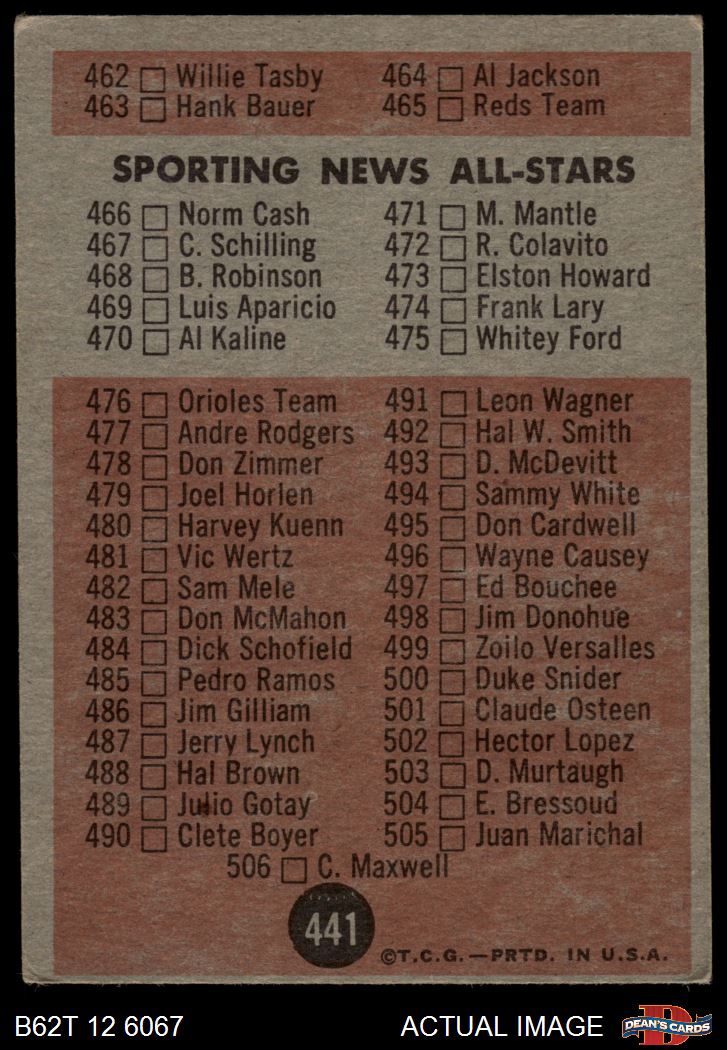 462 Willie Tasby 464 Al Jackson
463 Hank Bauer 465 Reds Team
SPORTING NEWS ALL-STARS
466 Norm Cash 471 M. Mantle
467 C. Schilling 472 R. Colavito
468 B. Robinson 473 Elston Howard
469 Luis Aparicio 474 Frank Lary
470 Al Kaline 475 Whitey Ford
476 Orioles Team 491 Leon Wagner
477 Andre Rodgers 492 Hal W. Smith
478 Don Zimmer 493 D. McDevitt
479 Joel Horlen 494 Sammy White
480 Harvey Kuenn 495 Don Cardwell
481 Vic Wertz 496 Wayne Causey
482 Sam Mele 497 Ed Bouchee
483 Don McMahon 498 Jim Donohue
484 Dick Schofield 499 Zoilo Versalles
485 Pedro Ramos 500 Duke Snider
486 Jim Gilliam 501 Claude Osteen
487 Jerry Lynch 502 Hector Lopez
488 Hal Brown 503 D. Murtaugh
489 Julio Gotay 504 E. Bressoud
490 Clete Boyer 505 Juan Marichal
506 C. Maxwell
441
©T.C.G.—PRTD. IN U.S.A.
B62T 12 6067 ACTUAL IMAGE D DEAN'S CARDS